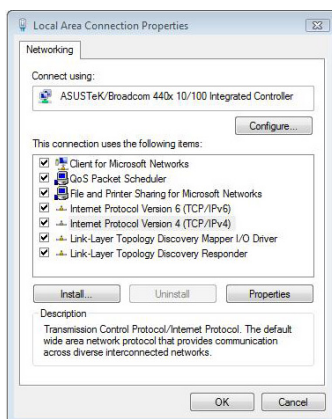 Local Area Connection Properties
Networking
Connect using:
ASUSTeK/Broadcom 440x 10/100 Integrated Controller
Configure...
This connection uses the following items:
Client for Microsoft Networks
QoS Packet Scheduler
File and Printer Sharing for Microsoft Networks
Internet Protocol Version 6 (TCP/IPv6)
Internet Protocol Version 4 (TCP/IPv4)
Link-Layer Topology Discovery Mapper I/O Driver
Link-Layer Topology Discovery Responder
Install... Uninstall Properties
Description
Transmission Control Protocol/Internet Protocol. The default
wide area network protocol that provides communication
across diverse interconnected networks.
OK Cancel